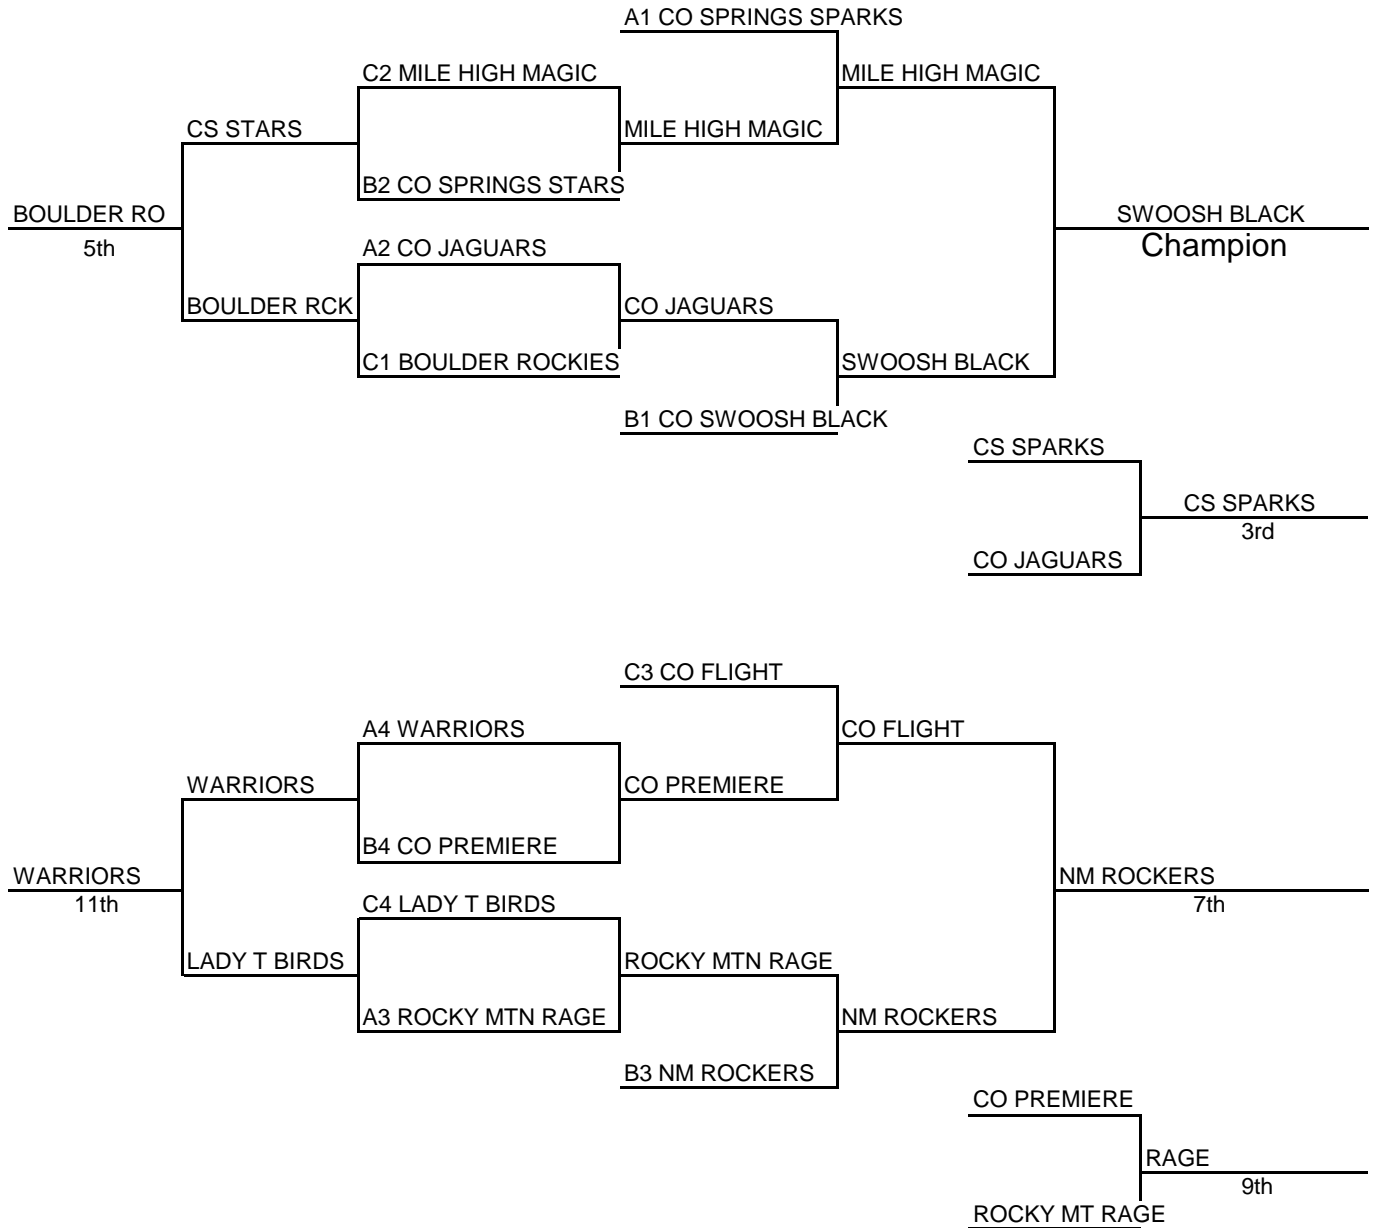 A1 CO SPRINGS SPARKS
C2 MILE HIGH MAGIC
MILE HIGH MAGIC
CS STARS
MILE HIGH MAGIC
B2 CO SPRINGS STARS
BOULDER RO
SWOOSH BLACK
5th
A2 CO JAGUARS
Champion
BOULDER RCK
CO JAGUARS
C1 BOULDER ROCKIES
SWOOSH BLACK
B1 CO SWOOSH BLACK
CS SPARKS
CS SPARKS
3rd
CO JAGUARS
C3 CO FLIGHT
A4 WARRIORS
CO FLIGHT
WARRIORS
CO PREMIERE
B4 CO PREMIERE
WARRIORS
NM ROCKERS
11th
C4 LADY T BIRDS
7th
LADY T BIRDS
ROCKY MTN RAGE
A3 ROCKY MTN RAGE
NM ROCKERS
B3 NM ROCKERS
CO PREMIERE
RAGE
9th
ROCKY MT RAGE